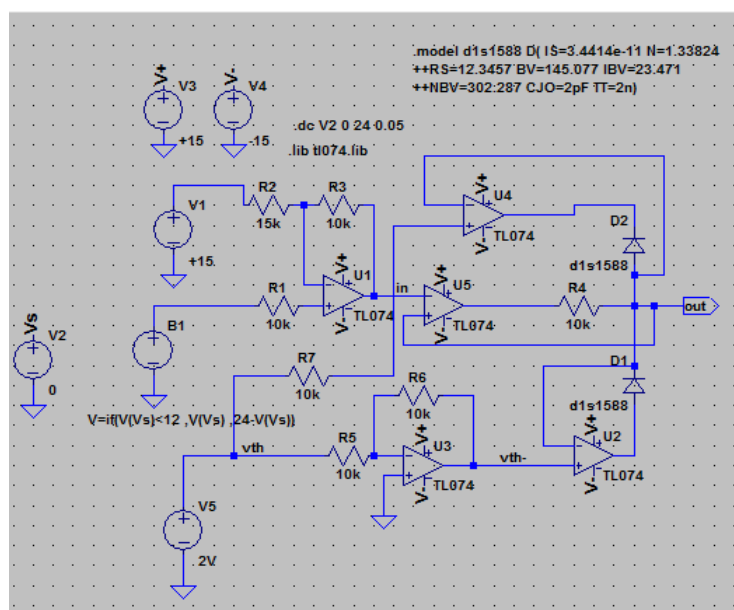 .model d1s1588 D( IS=3.4414e-11 N=1.33824
++RS=12.3457 BV=145.077 IBV=23.471
++NBV=302.287 CJO=2pF TT=2n)
V+
V3
+15
V-
V4
-15
.dc V2 0 24 0.05
.lib tl074.lib
V1
+15
R2
15k
R3
10k
U4
V+
V-
TL074
D2
d1s1588
R1
10k
U1
V+
V-
TL074
in
U5
V+
V-
TL074
R4
10k
out
Vs
V2
0
B1
V=if(V(Vs)<12 ,V(Vs) ,24-V(Vs))
R7
10k
R6
10k
D1
d1s1588
vth
R5
10k
U3
V+
V-
TL074
vth-
U2
V+
V-
TL074
V5
2V